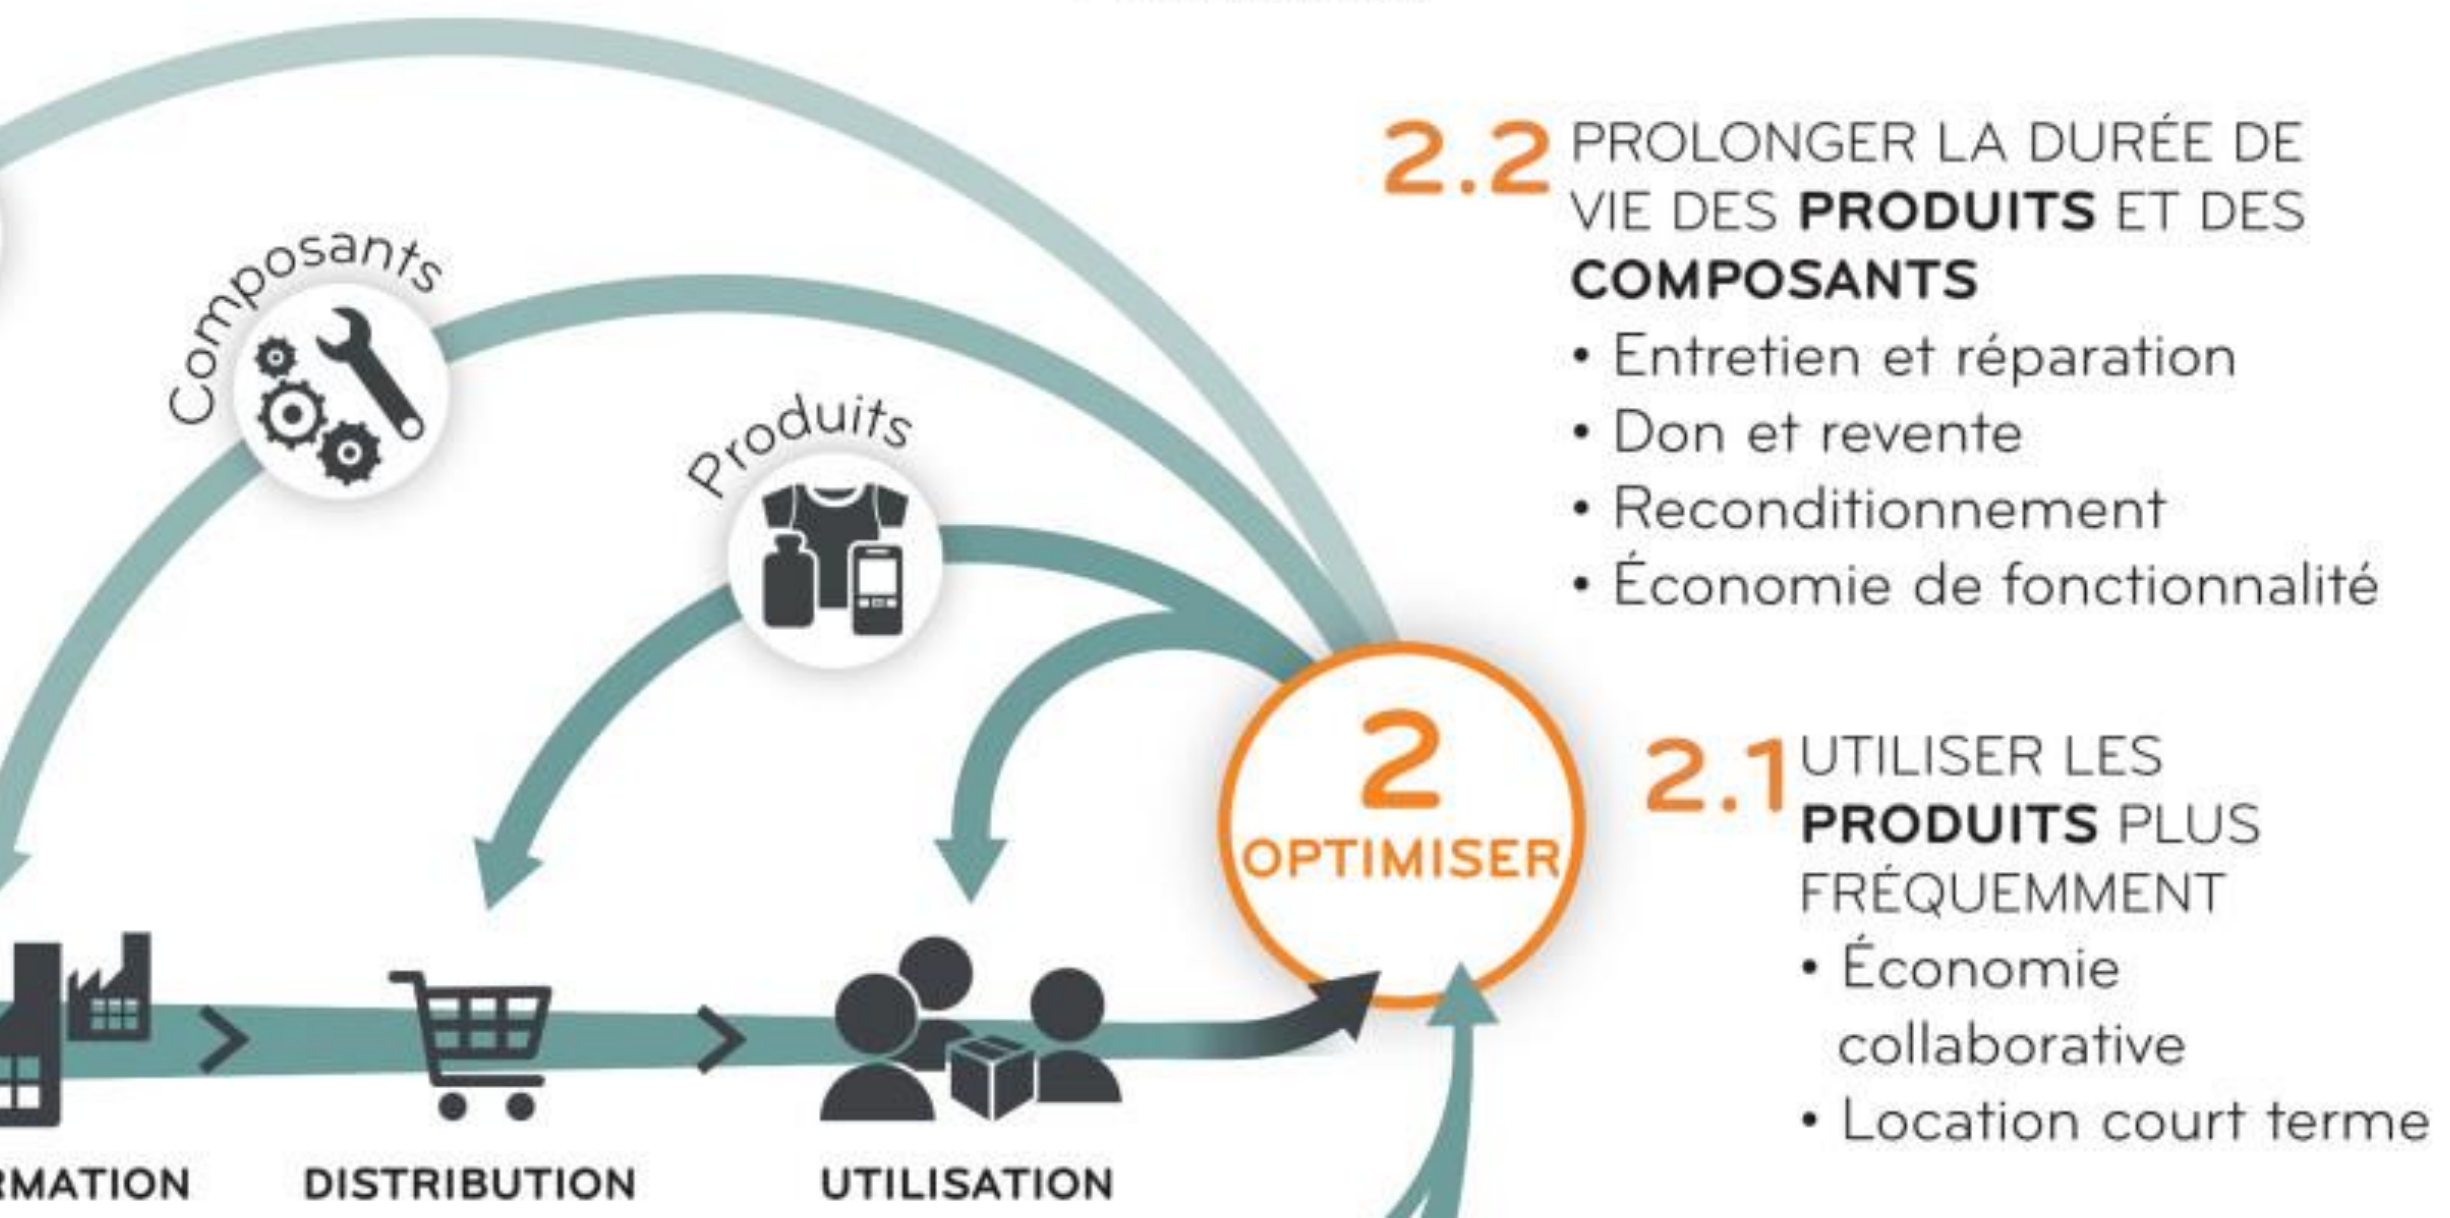 2.2 PROLONGER LA DURÉE DE
VIE DES PRODUITS ET DES
COMPOSANTS
• Entretien et réparation
• Don et revente
• Reconditionnement
• Économie de fonctionnalité
Composants
Produits
2
OPTIMISER
2.1 UTILISER LES
PRODUITS PLUS
FRÉQUEMMENT
• Économie
collaborative
• Location court terme
RMATION
DISTRIBUTION
UTILISATION